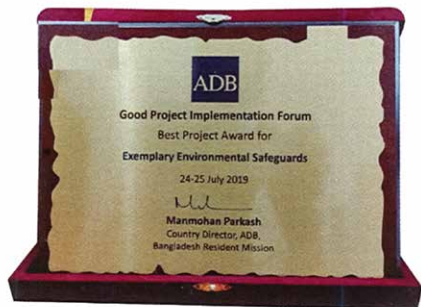 ADB
Good Project Implementation Forum
Best Project Award for
Exemplary Environmental Safeguards
24-25 July 2019
Manmohan Parkash
Country Director, ADB,
Bangladesh Resident Mission